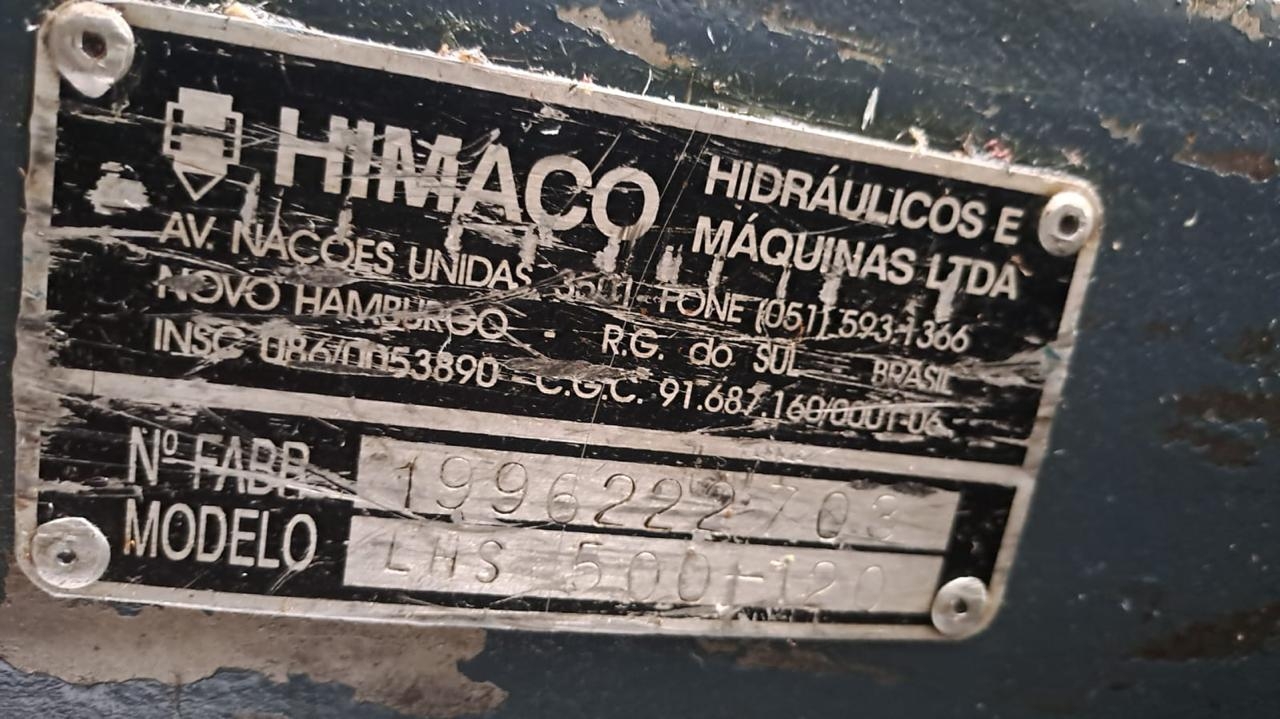 HIMACO HIDRÁULICOS E
MÁQUINAS LTDA
AV. NAÇÕES UNIDAS FONE (051) 593-1366
NOVO HAMBURGO - R.G. do SUL - BRASIL
INSC 086/0053890 - C.G.C. 91.687.160/0001-06
Nº FABR. 1996222703
MODELO LHS 500-120